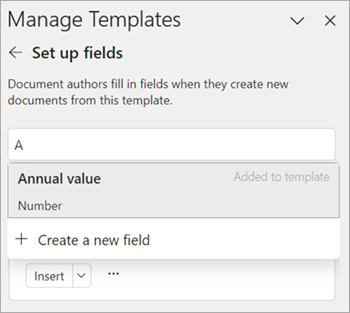 Manage Templates
Set up fields
Document authors fill in fields when they create new
documents from this template.
A
Annual value Added to template
Number
Create a new field
Insert